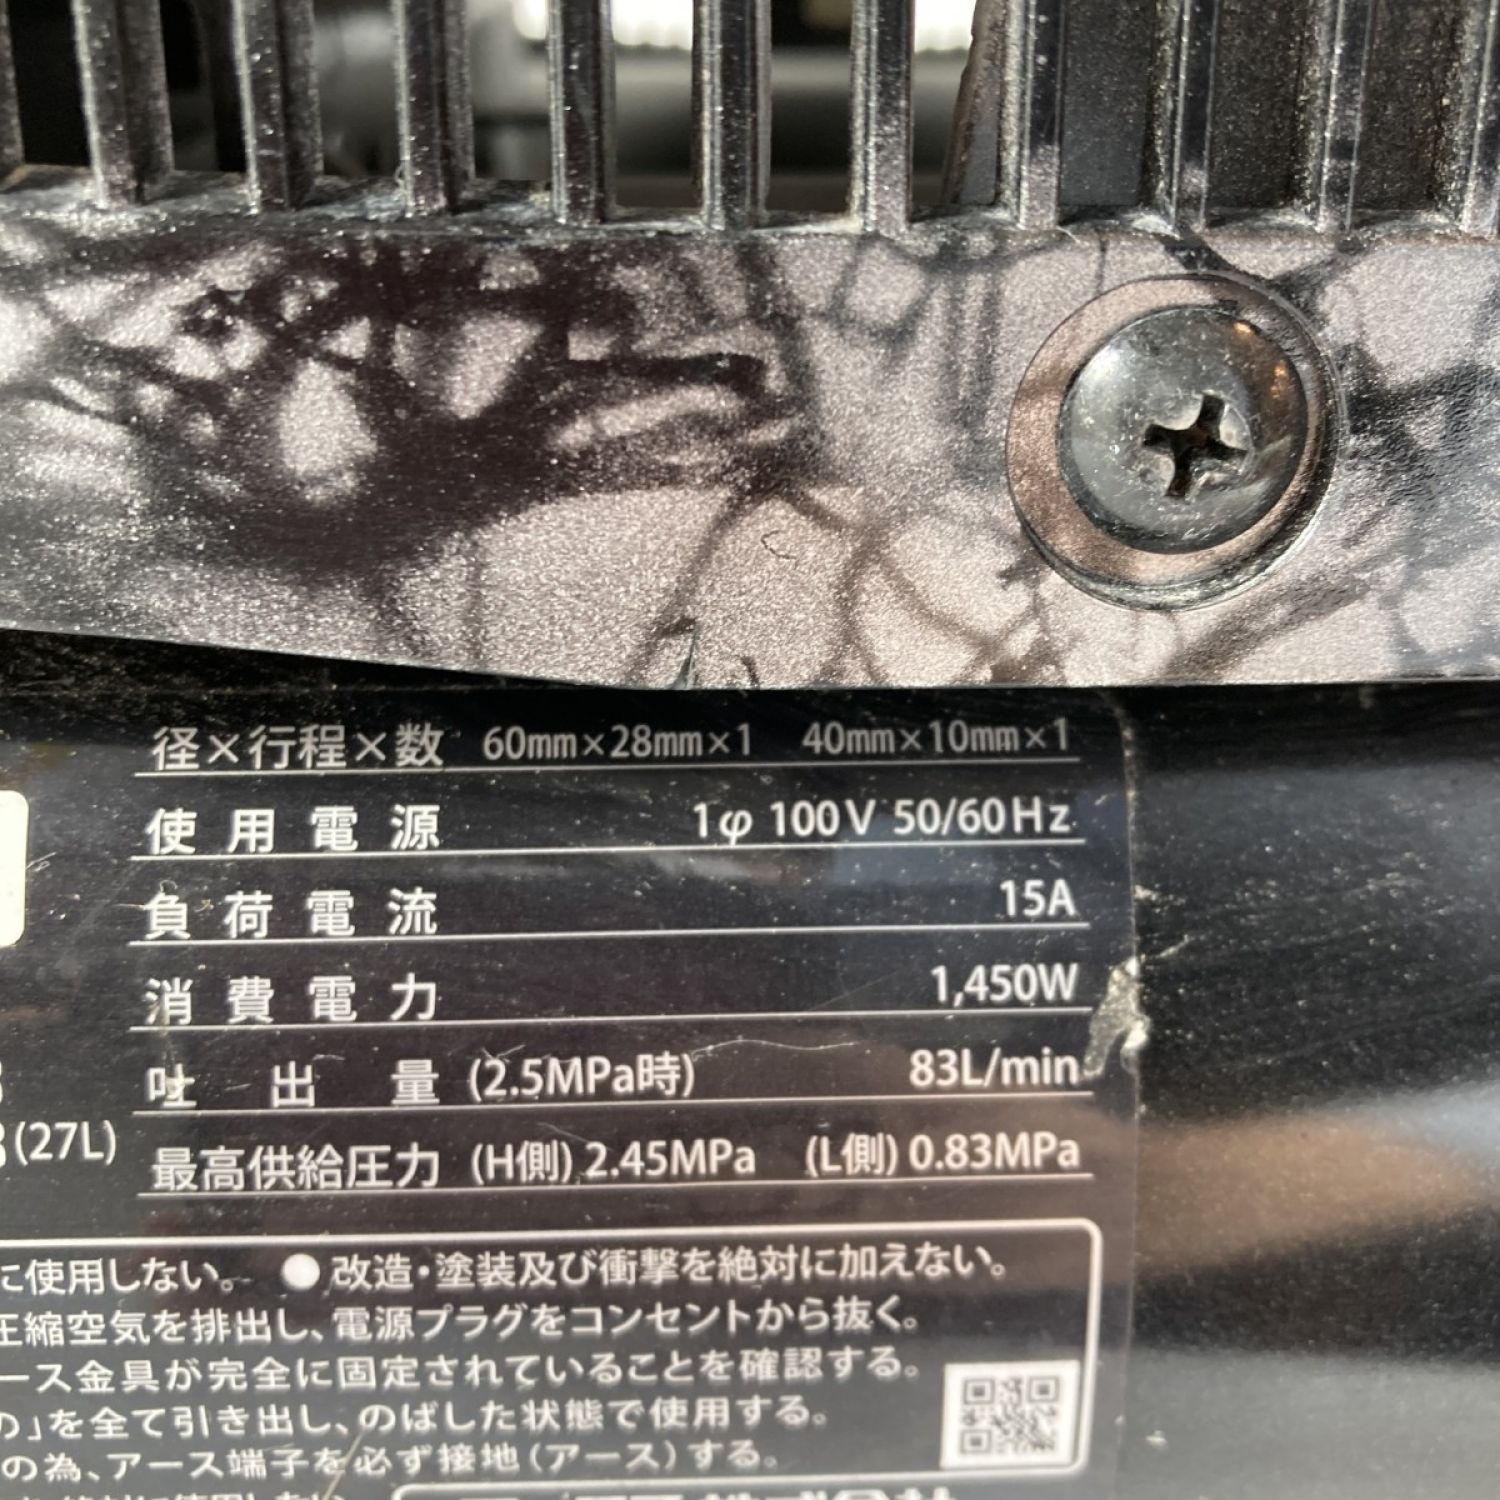 径×行程×数 60mm×28mm×1 40mm×10mm×1
使用電源 1φ 100V 50/60Hz
負荷電流 15A
消費電力 1,450W
吐出量 (2.5MPa時) 83L/min
(27L)
最高供給圧力 (H側) 2.45MPa (L側) 0.83MPa
に使用しない。 ●改造・塗装及び衝撃を絶対に加えない。
圧縮空気を排出し、電源プラグをコンセントから抜く。
ース金具が完全に固定されていることを確認する。
の」を全て引き出し、のばした状態で使用する。
の為、アース端子を必ず接地(アース)する。